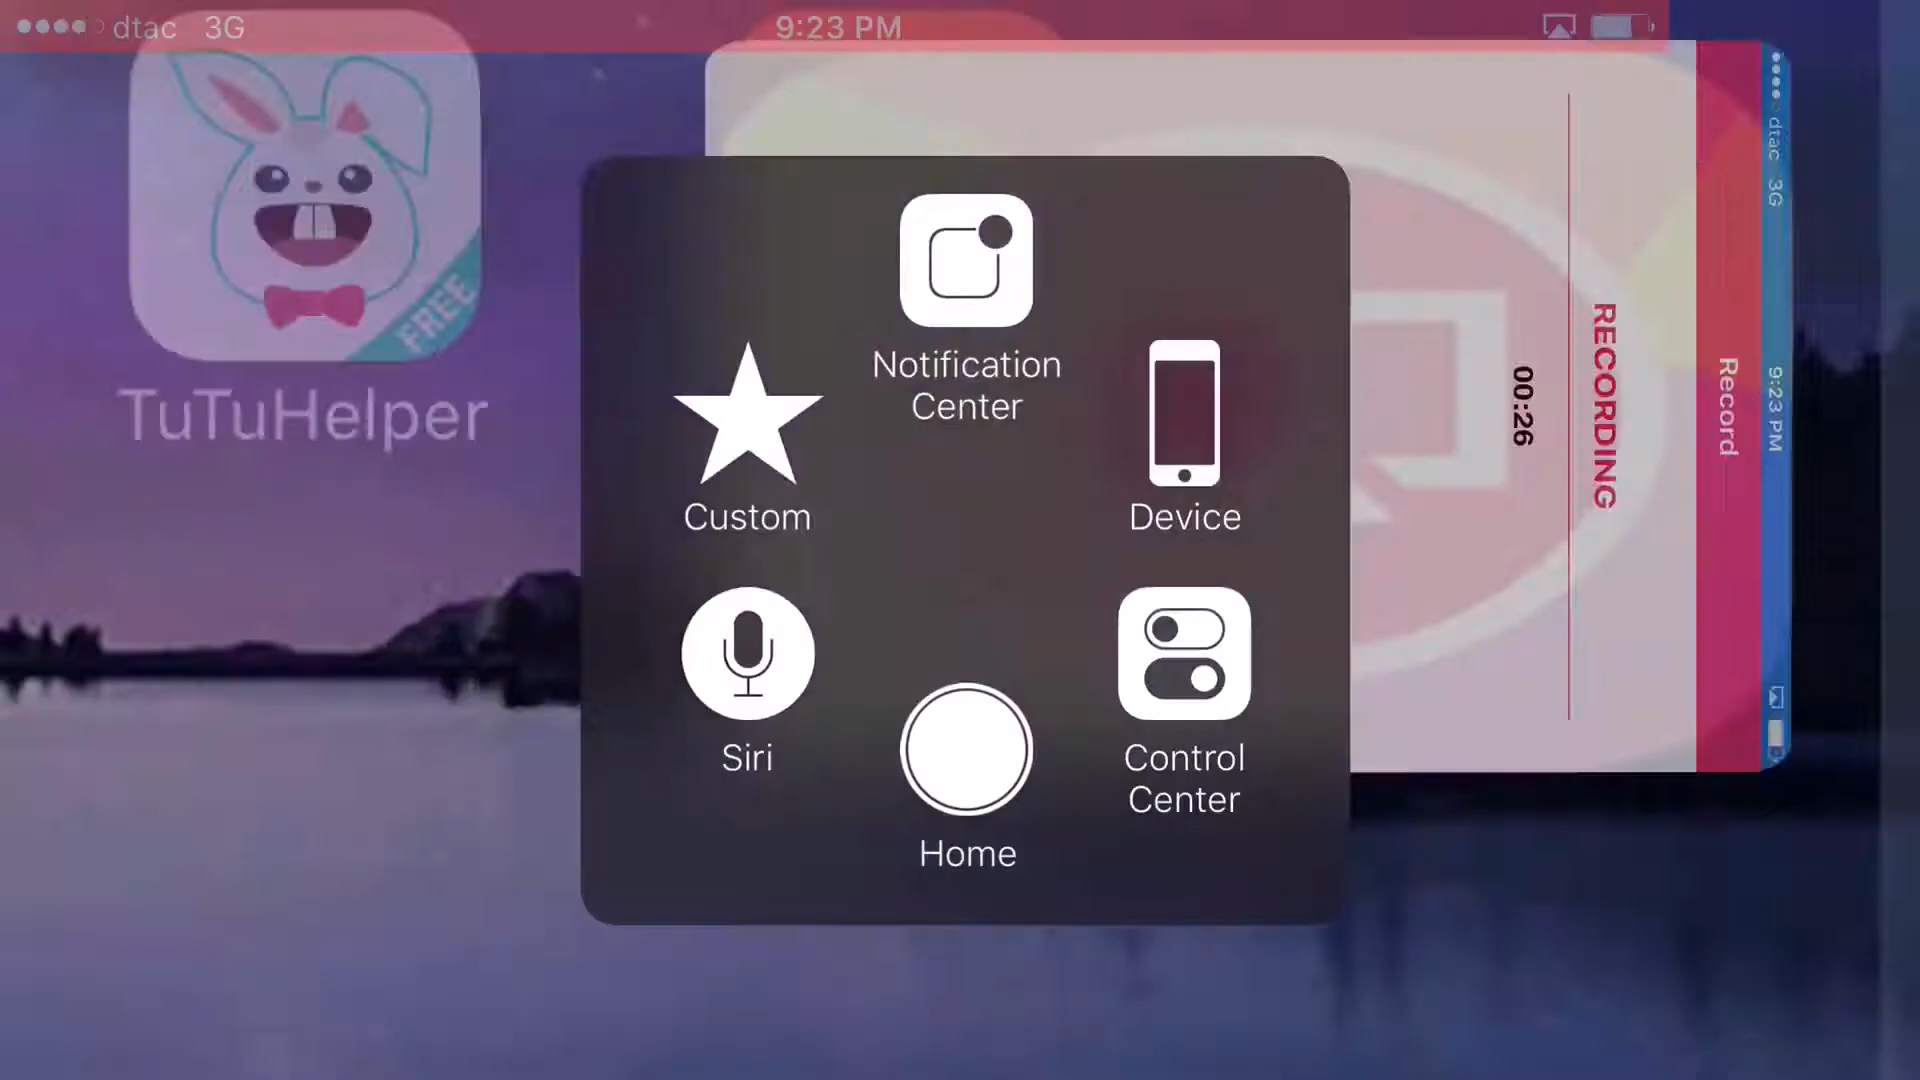 dtac 3G 9:23 PM
FREE
TuTuHelper
Notification
Center
Custom
Device
Siri
Control
Center
Home
00:26
RECORDING
Record
dtac 3G 9:23 PM